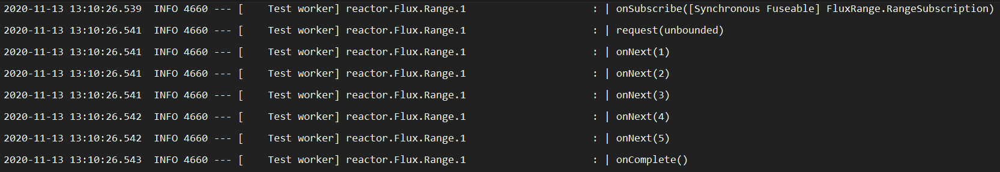 2020-11-13 13:10:26.539  INFO 4660 --- [    Test worker] reactor.Flux.Range.1                     : | onSubscribe([Synchronous Fuseable] FluxRange.RangeSubscription)
2020-11-13 13:10:26.541  INFO 4660 --- [    Test worker] reactor.Flux.Range.1                     : | request(unbounded)
2020-11-13 13:10:26.541  INFO 4660 --- [    Test worker] reactor.Flux.Range.1                     : | onNext(1)
2020-11-13 13:10:26.541  INFO 4660 --- [    Test worker] reactor.Flux.Range.1                     : | onNext(2)
2020-11-13 13:10:26.541  INFO 4660 --- [    Test worker] reactor.Flux.Range.1                     : | onNext(3)
2020-11-13 13:10:26.542  INFO 4660 --- [    Test worker] reactor.Flux.Range.1                     : | onNext(4)
2020-11-13 13:10:26.542  INFO 4660 --- [    Test worker] reactor.Flux.Range.1                     : | onNext(5)
2020-11-13 13:10:26.543  INFO 4660 --- [    Test worker] reactor.Flux.Range.1                     : | onComplete()